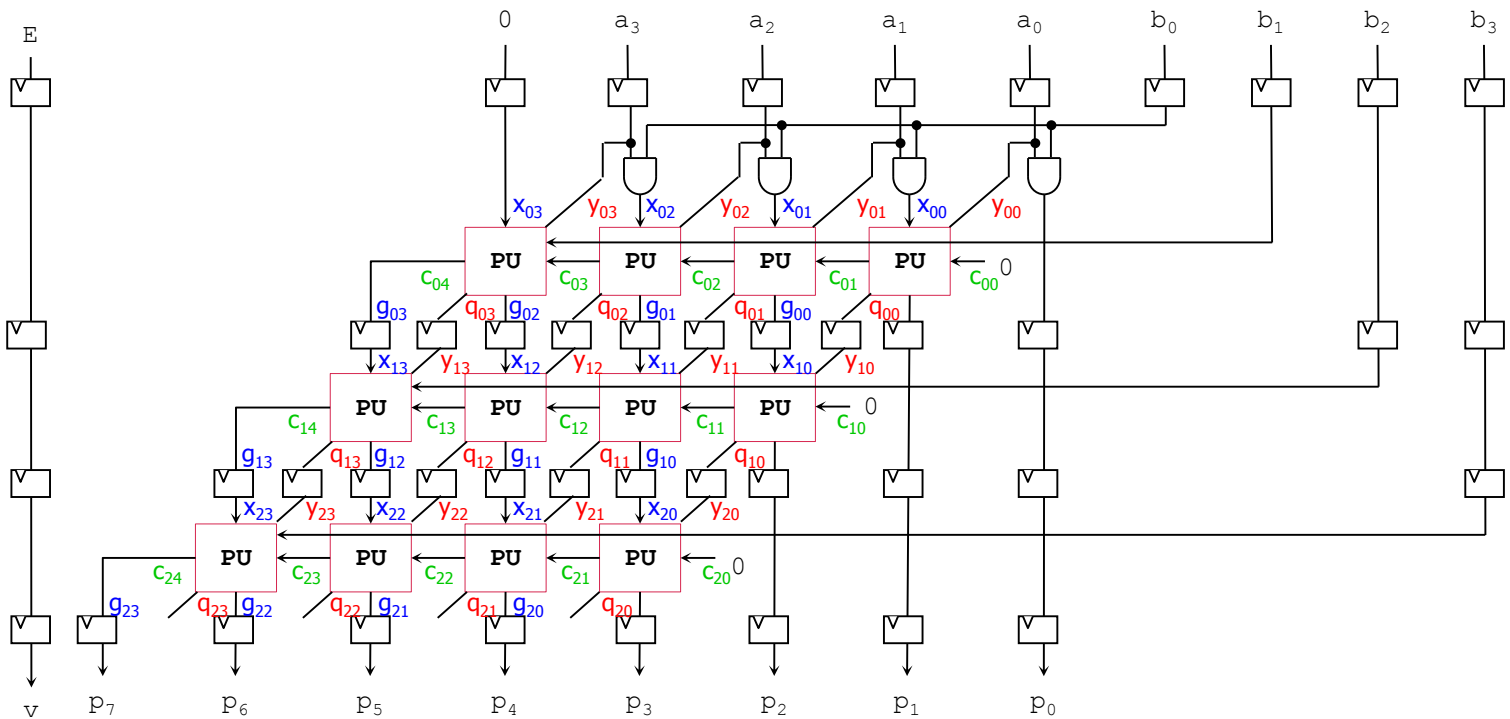 E 0 a₃ a₂ a₁ a₀ b₀ b₁ b₂ b₃
x₀₃ y₀₃ x₀₂ y₀₂ x₀₁ y₀₁ x₀₀ y₀₀
PU PU PU PU 0
c₀₄ c₀₃ c₀₂ c₀₁ c₀₀
g₀₃ q₀₃ g₀₂ q₀₂ g₀₁ q₀₁ g₀₀ q₀₀
x₁₃ y₁₃ x₁₂ y₁₂ x₁₁ y₁₁ x₁₀ y₁₀
PU PU PU PU 0
c₁₄ c₁₃ c₁₂ c₁₁ c₁₀
g₁₃ q₁₃ g₁₂ q₁₂ g₁₁ q₁₁ g₁₀ q₁₀
x₂₃ y₂₃ x₂₂ y₂₂ x₂₁ y₂₁ x₂₀ y₂₀
PU PU PU PU
c₂₄ c₂₃ c₂₂ c₂₁ c₂₀ 0
g₂₃ q₂₃ g₂₂ q₂₂ g₂₁ q₂₁ g₂₀ q₂₀
p₇ p₆ p₅ p₄ p₃ p₂ p₁ p₀